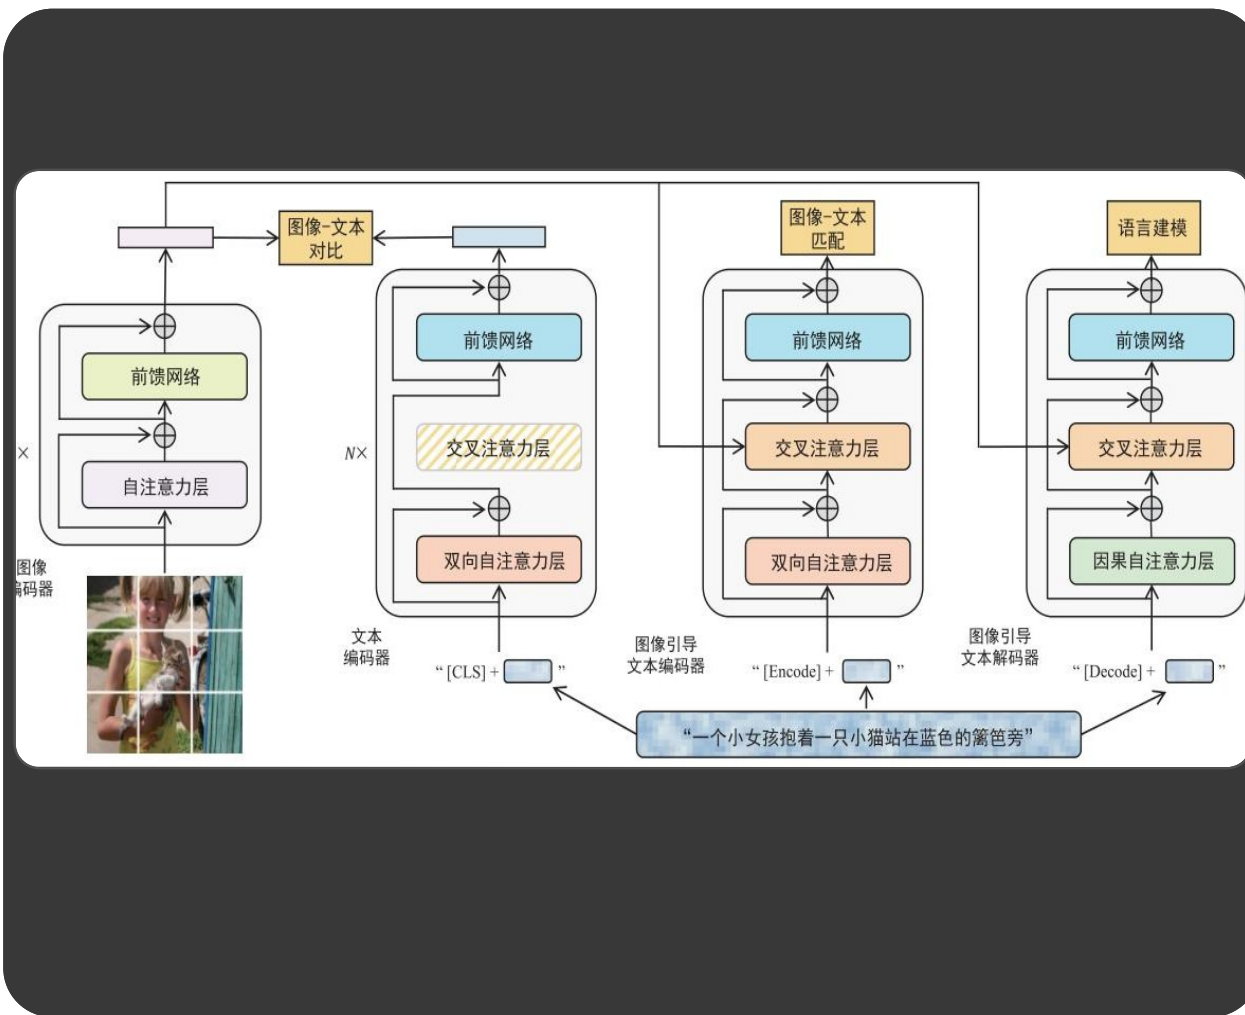 图像-文本
对比
图像-文本
匹配
语言建模
前馈网络
前馈网络
前馈网络
前馈网络
×
自注意力层
N×
交叉注意力层
交叉注意力层
交叉注意力层
双向自注意力层
双向自注意力层
因果自注意力层
图像
编码器
文本
编码器
图像引导
文本编码器
图像引导
文本解码器
“ [CLS] + ”
“ [Encode] + ”
“ [Decode] + ”
“一个小女孩抱着一只小猫站在蓝色的篱笆旁”